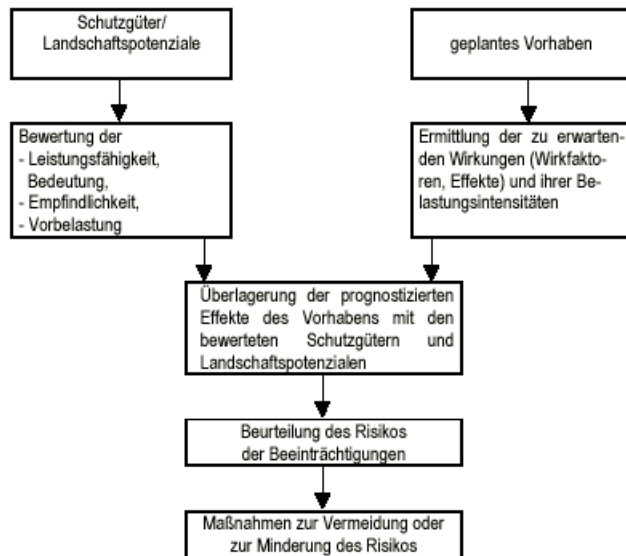 Schutzgüter/
Landschaftspotenziale
geplantes Vorhaben
Bewertung der
- Leistungsfähigkeit,
Bedeutung,
- Empfindlichkeit,
- Vorbelastung
Ermittlung der zu erwarten-
den Wirkungen (Wirkfakto-
ren, Effekte) und ihrer Be-
lastungsintensitäten
Überlagerung der prognostizierten
Effekte des Vorhabens mit den
bewerteten Schutzgütern und
Landschaftspotenzialen
Beurteilung des Risikos
der Beeinträchtigungen
Maßnahmen zur Vermeidung oder
zur Minderung des Risikos